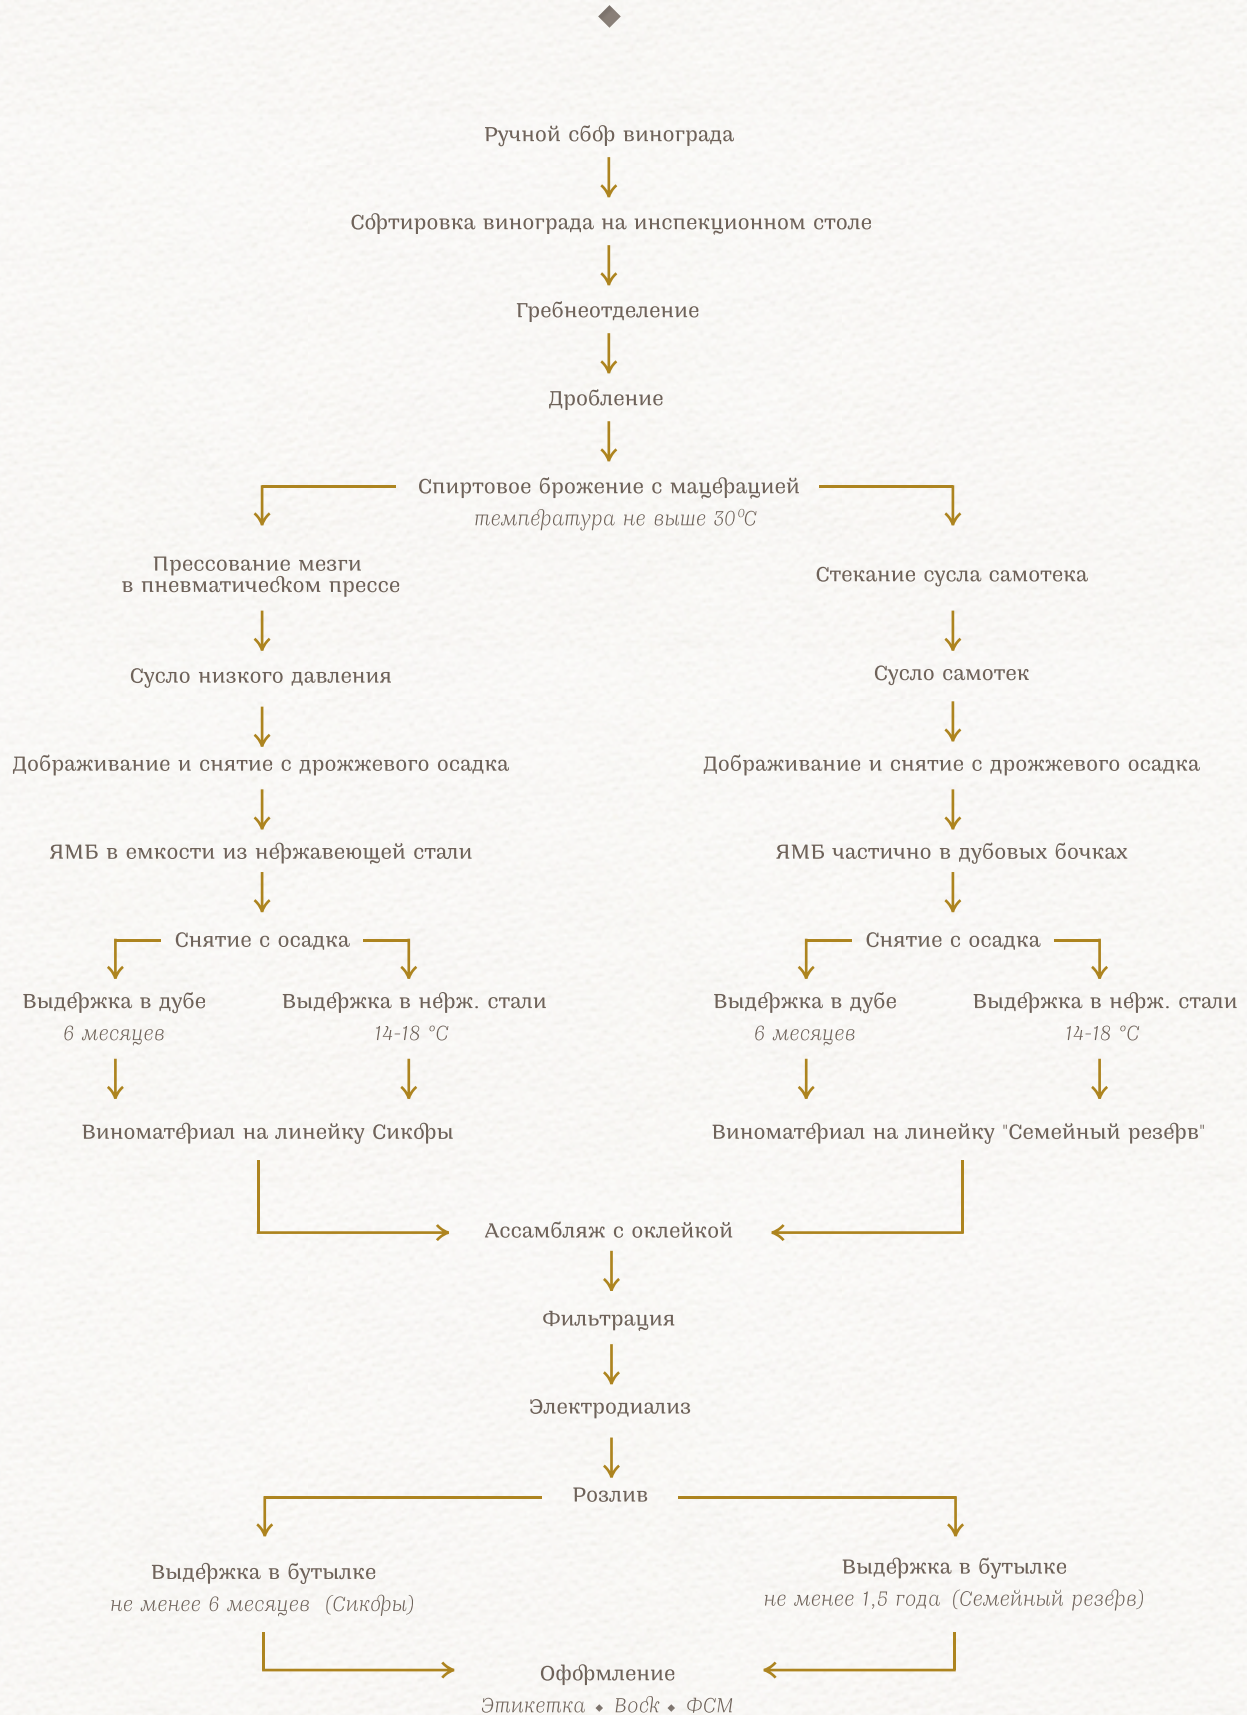 Ручной сбор винограда
Сортировка винограда на инспекционном столе
Гребнеотделение
Дробление
Спиртовое брожение с мацерацией
температура не выше 30⁰С
Прессование мезги
в пневматическом прессе
Стекание сусла самотека
Сусло низкого давления
Сусло самотек
Дображивание и снятие с дрожжевого осадка
Дображивание и снятие с дрожжевого осадка
ЯМБ в емкости из нержавеющей стали
ЯМБ частично в дубовых бочках
Снятие с осадка
Снятие с осадка
Выдержка в дубе
6 месяцев
Выдержка в нерж. стали
14-18 °С
Выдержка в дубе
6 месяцев
Выдержка в нерж. стали
14-18 °С
Виноматериал на линейку Сикоры
Виноматериал на линейку "Семейный резерв"
Ассамбляж с оклейкой
Фильтрация
Электродиализ
Розлив
Выдержка в бутылке
не менее 6 месяцев (Сикоры)
Выдержка в бутылке
не менее 1,5 года (Семейный резерв)
Оформление
Этикетка ⬥ Воск ⬥ ФСМ